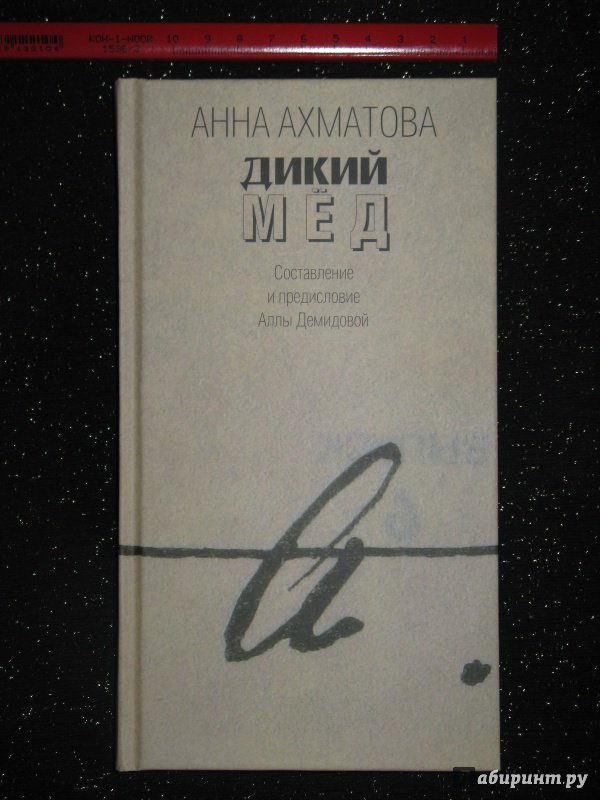 KOH-I-NOOR 10 9 8 7 6 5 4 3 2 1
АННА АХМАТОВА
ДИКИЙ
МЁД
Составление
и предисловие
Аллы Демидовой
а.
Лабиринт.ру